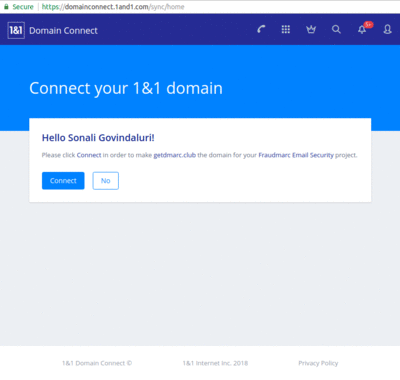 Secure | https://domainconnect.1and1.com/sync/home
1&1 Domain Connect
5+
Connect your 1&1 domain
Hello Sonali Govindaluri!
Please click Connect in order to make getdmarc.club the domain for your Fraudmarc Email Security project.
Connect No
1&1 Domain Connect © 1&1 Internet Inc. 2018 Privacy Policy